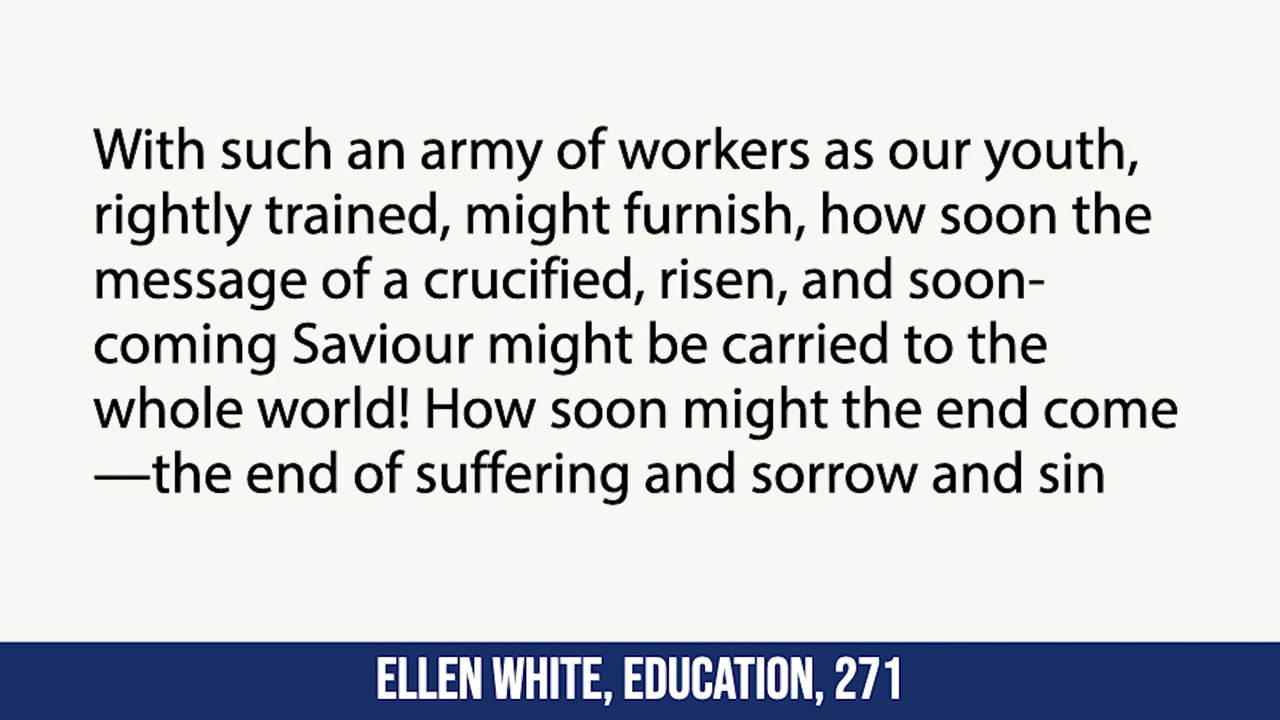 With such an army of workers as our youth,
rightly trained, might furnish, how soon the
message of a crucified, risen, and soon-
coming Saviour might be carried to the
whole world! How soon might the end come
—the end of suffering and sorrow and sin
ELLEN WHITE, EDUCATION, 271